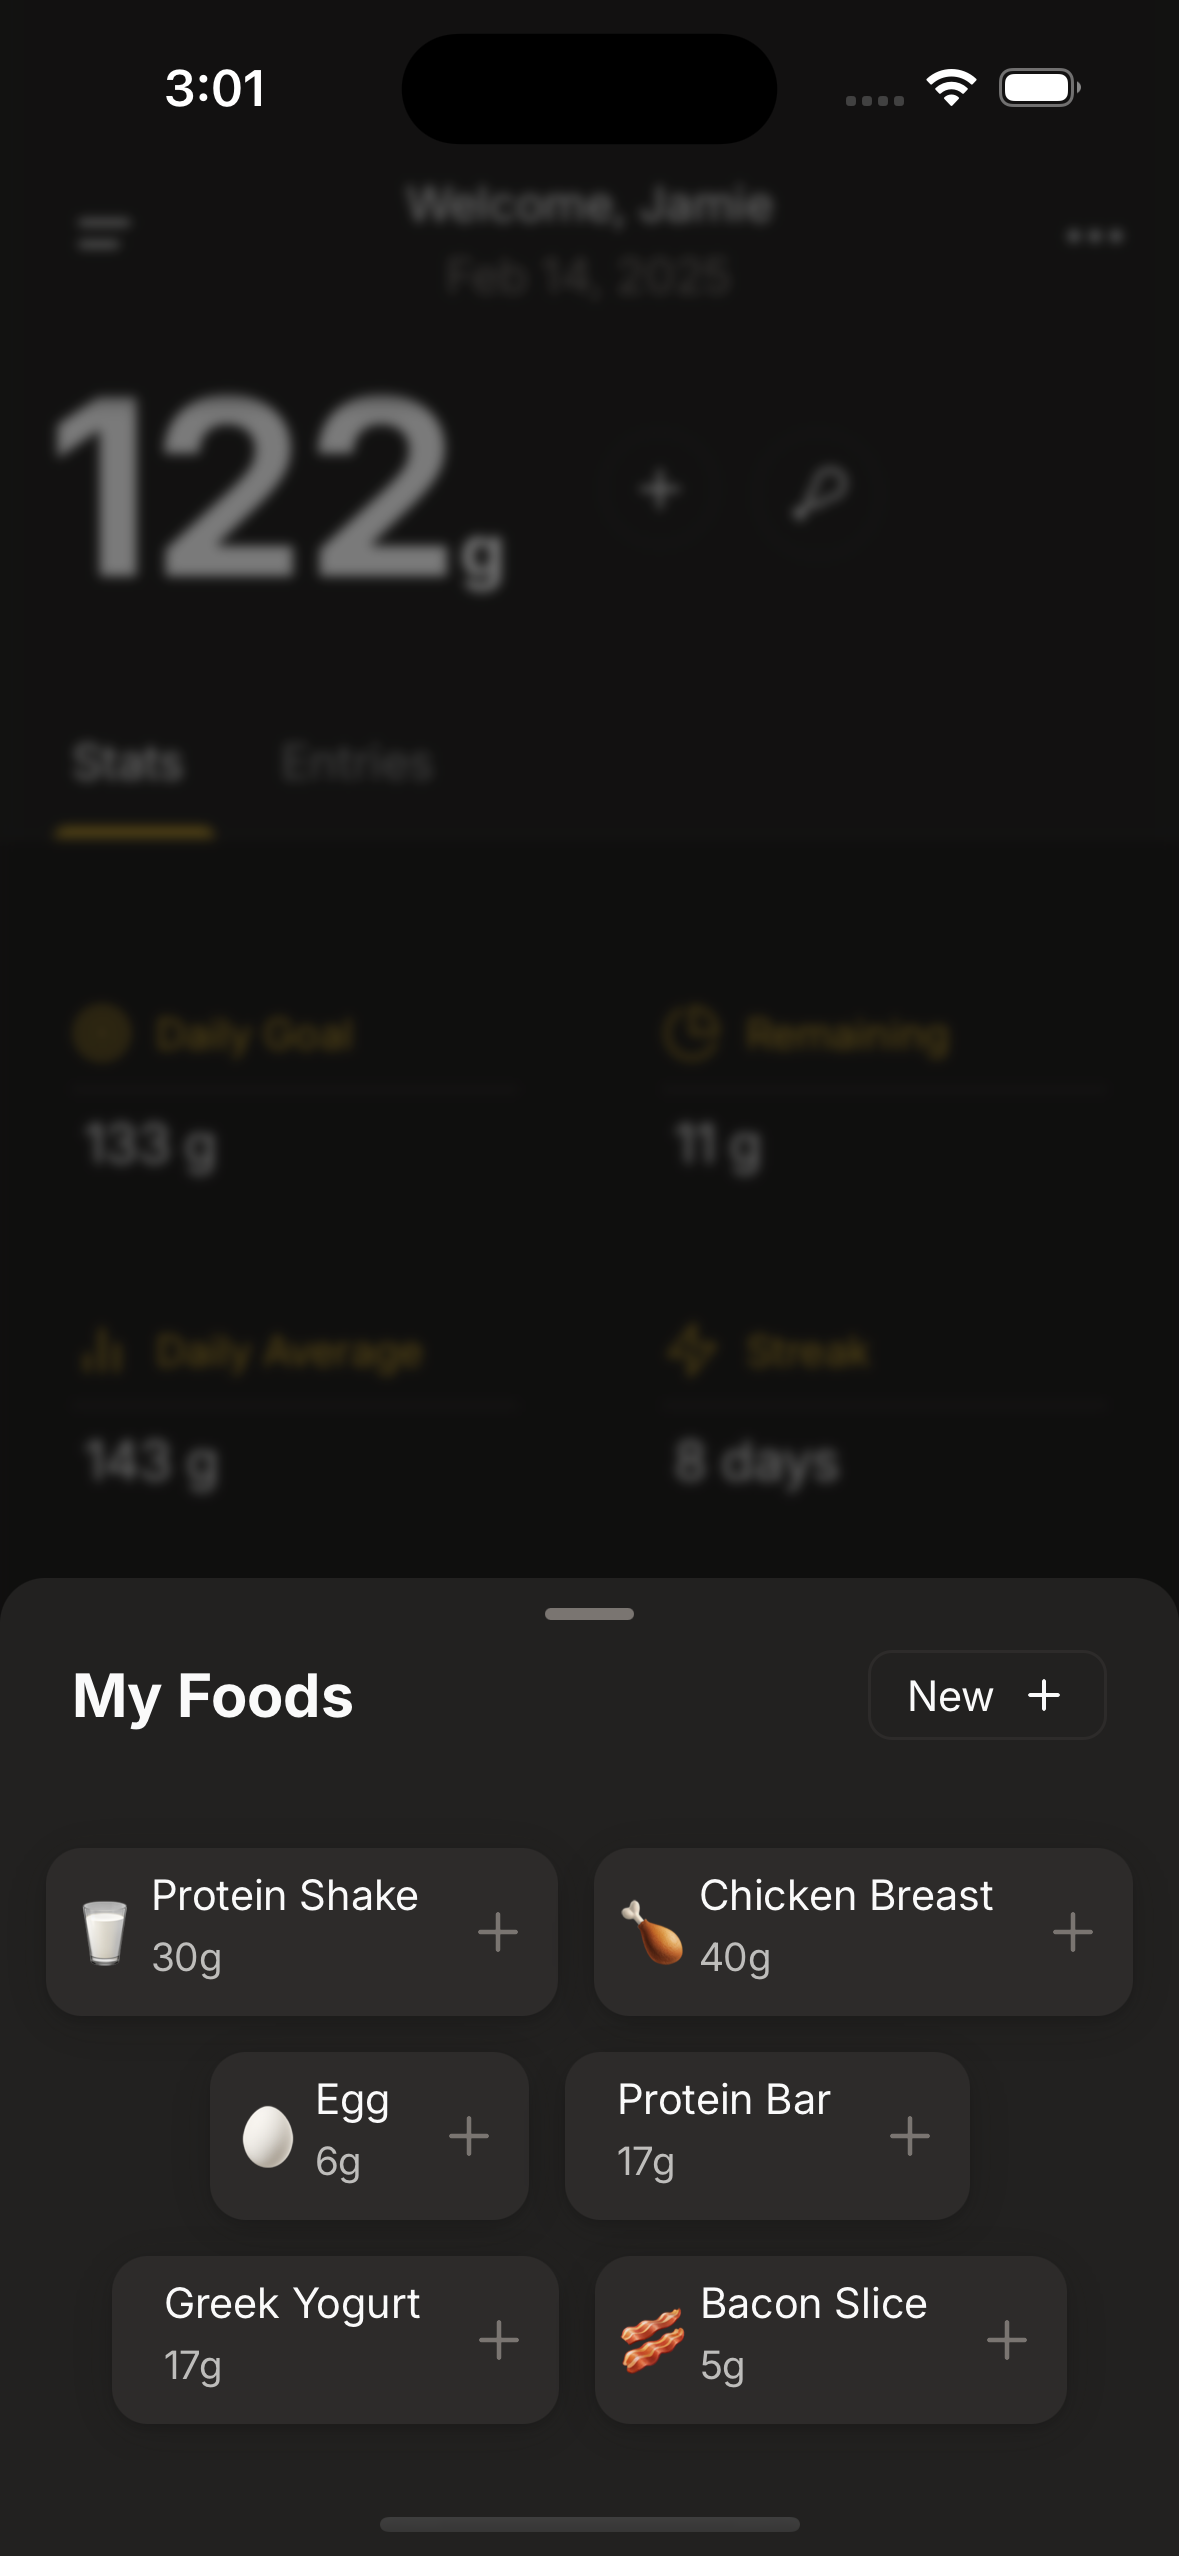 3:01
Welcome, Jamie
Feb 14, 2025
122 g
Stats Entries
Daily Goal Remaining
133 g 11 g
Daily Average Streak
143 g 8 days
My Foods New
Protein Shake
30g
Chicken Breast
40g
Egg
6g
Protein Bar
17g
Greek Yogurt
17g
Bacon Slice
5g